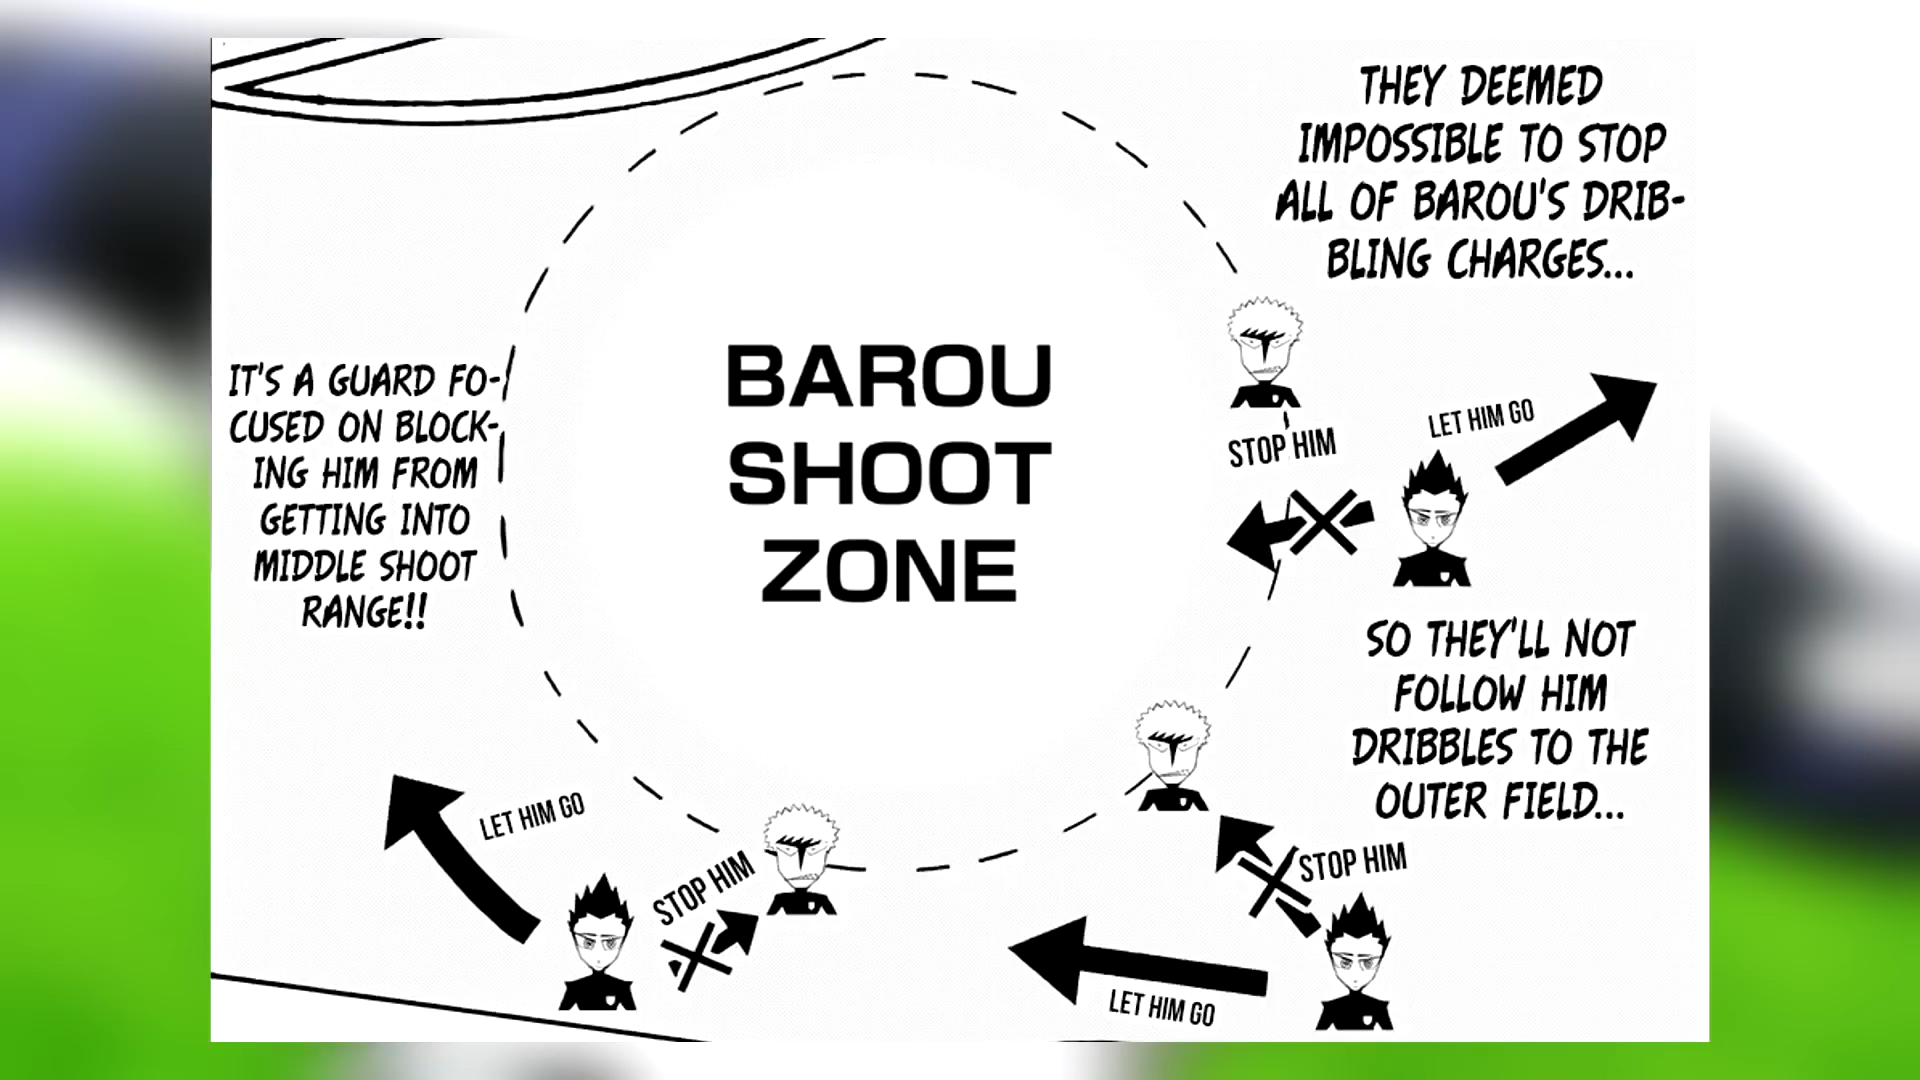 THEY DEEMED
IMPOSSIBLE TO STOP
ALL OF BAROU'S DRIB-
BLING CHARGES...
IT'S A GUARD FO-
CUSED ON BLOCK-
ING HIM FROM
GETTING INTO
MIDDLE SHOOT
RANGE!!
BAROU
SHOOT
ZONE
STOP HIM
LET HIM GO
SO THEY'LL NOT
FOLLOW HIM
DRIBBLES TO THE
OUTER FIELD...
LET HIM GO
STOP HIM
STOP HIM
LET HIM GO